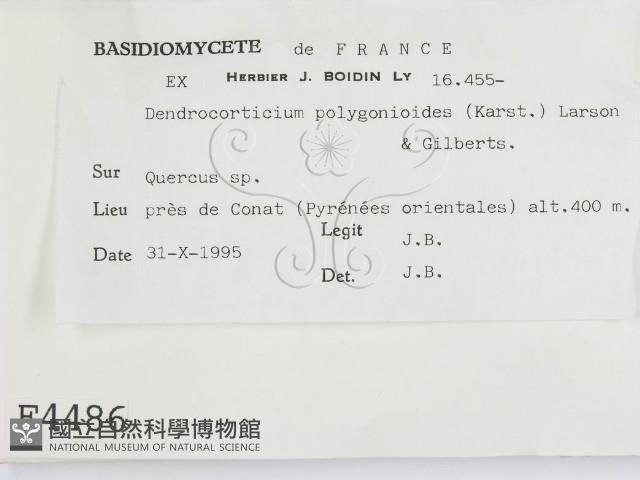 BASIDIOMYCETE de FRANCE
EX HERBIER J. BOIDIN LY 16.455-
Dendrocorticium polygonioides (Karst.) Larson
& Gilberts.
Sur Quercus sp.
Lieu près de Conat (Pyrénées orientales) alt.400 m.
Legit J.B.
Date 31-X-1995
Det. J.B.
F4486
國立自然科學博物館
NATIONAL MUSEUM OF NATURAL SCIENCE